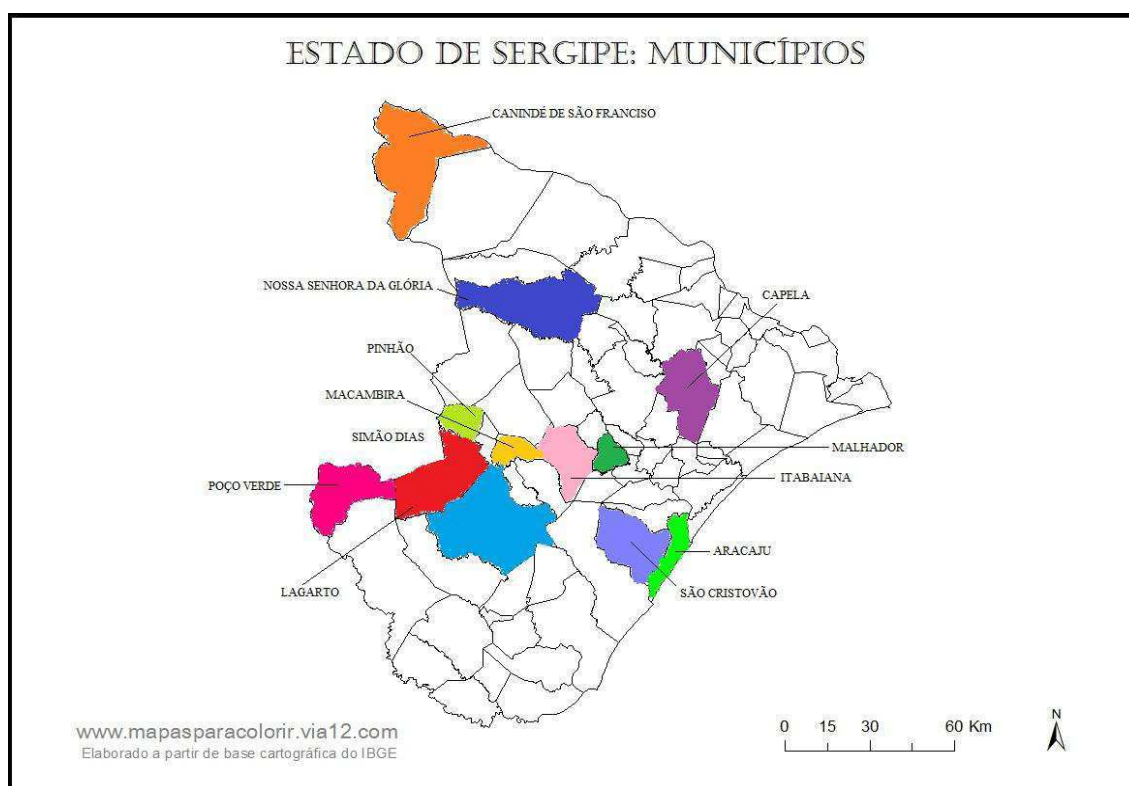 ESTADO DE SERGIPE: MUNICÍPIOS
CANINDÉ DE SÃO FRANCISO
NOSSA SENHORA DA GLÓRIA
CAPELA
PINHÃO
MACAMBIRA
SIMÃO DIAS
MALHADOR
ITABAIANA
POÇO VERDE
ARACAJU
LAGARTO
SÃO CRISTOVÃO
www.mapasparacolorir.via12.com
Elaborado a partir de base cartográfica do IBGE
0 15 30 60 Km
N